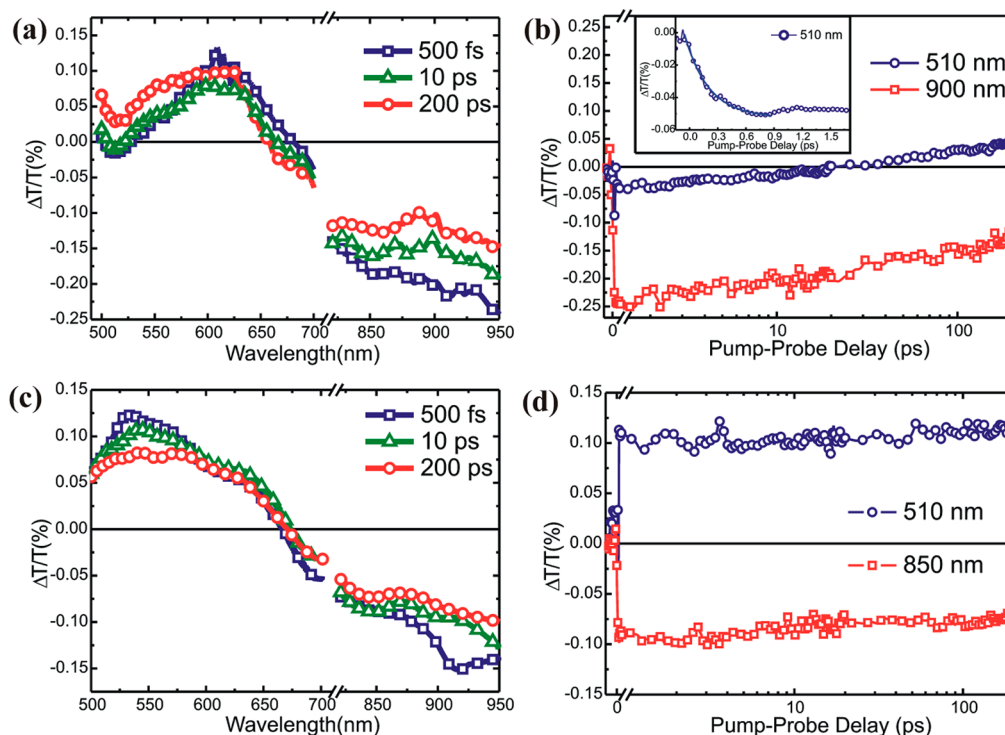 (a)
500 fs
10 ps
200 ps
ΔT/T(%)
0.15
0.10
0.05
0.00
-0.05
-0.10
-0.15
-0.20
-0.25
500 550 600 650 700 850 900 950
Wavelength(nm)
(b)
510 nm
900 nm
ΔT/T(%)
0.25
0.20
0.15
0.10
0.05
0.00
-0.05
-0.10
-0.15
-0.20
-0.25
0 10 100
Pump-Probe Delay (ps)
510 nm
ΔT/T(%)
0.00
-0.02
-0.04
-0.06
0.0 0.3 0.6 0.9 1.2 1.5
Pump-Probe Delay (ps)
(c)
500 fs
10 ps
200 ps
ΔT/T(%)
0.15
0.10
0.05
0.00
-0.05
-0.10
-0.15
500 550 600 650 700 850 900 950
Wavelength(nm)
(d)
510 nm
850 nm
ΔT/T(%)
0.15
0.10
0.05
0.00
-0.05
-0.10
-0.15
0 10 100
Pump-Probe Delay (ps)